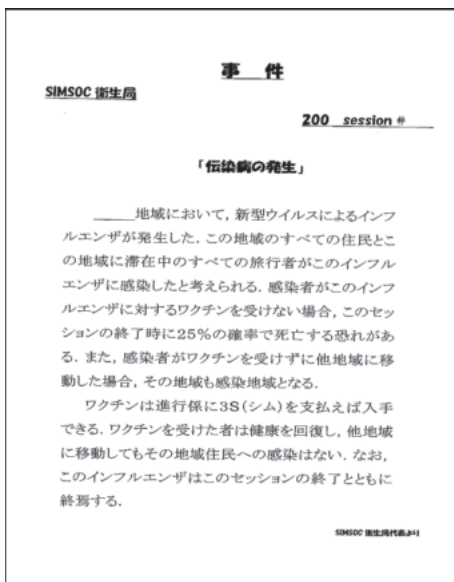 事 件
SIMSOC 衛生局
200 session #
「伝染病の発生」
____地域において,新型ウイルスによるインフ
ルエンザが発生した.この地域のすべての住民とこ
の地域に滞在中のすべての旅行者がこのインフル
エンザに感染したと考えられる.感染者がこのインフ
ルエンザに対するワクチンを受けない場合,このセッ
ションの終了時に25%の確率で死亡する恐れがあ
る.また,感染者がワクチンを受けずに他地域に移
動した場合,その地域も感染地域となる.
ワクチンは進行係に3S(シム)を支払えば入手
できる.ワクチンを受けた者は健康を回復し,他地域
に移動してもその地域住民への感染はない.なお,
このインフルエンザはこのセッションの終了とともに
終焉する.
SIMSOC 衛生局代表より